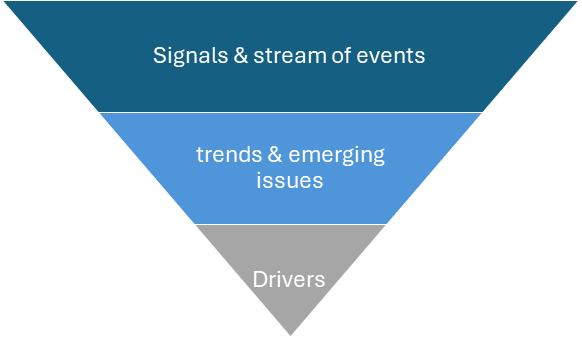 Signals & stream of events
trends & emerging
issues
Drivers